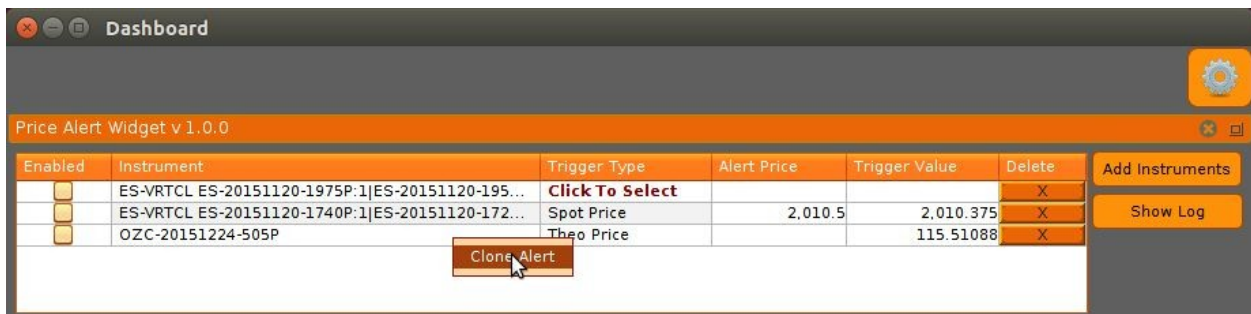 Dashboard
Price Alert Widget v 1.0.0
Enabled Instrument Trigger Type Alert Price Trigger Value Delete Add Instruments
ES-VRTCL ES-20151120-1975P:1|ES-20151120-195... Click To Select X
ES-VRTCL ES-20151120-1740P:1|ES-20151120-172... Spot Price 2,010.5 2,010.375 X Show Log
OZC-20151224-505P Theo Price 115.51088 X
Clone Alert